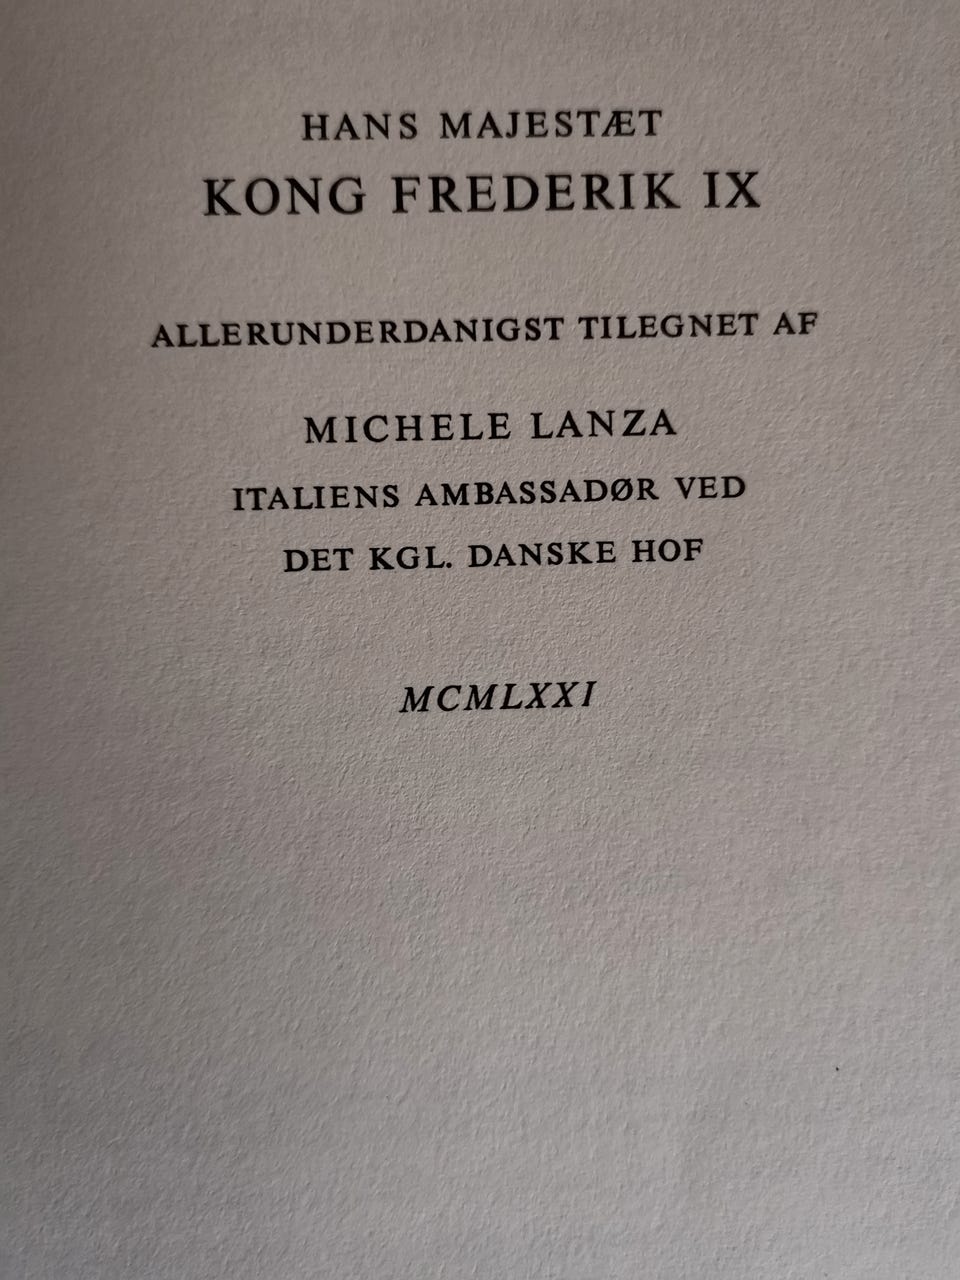 HANS MAJESTÆT
KONG FREDERIK IX
ALLERUNDERDANIGST TILEGNET AF
MICHELE LANZA
ITALIENS AMBASSADØR VED
DET KGL. DANSKE HOF
MCMLXXI